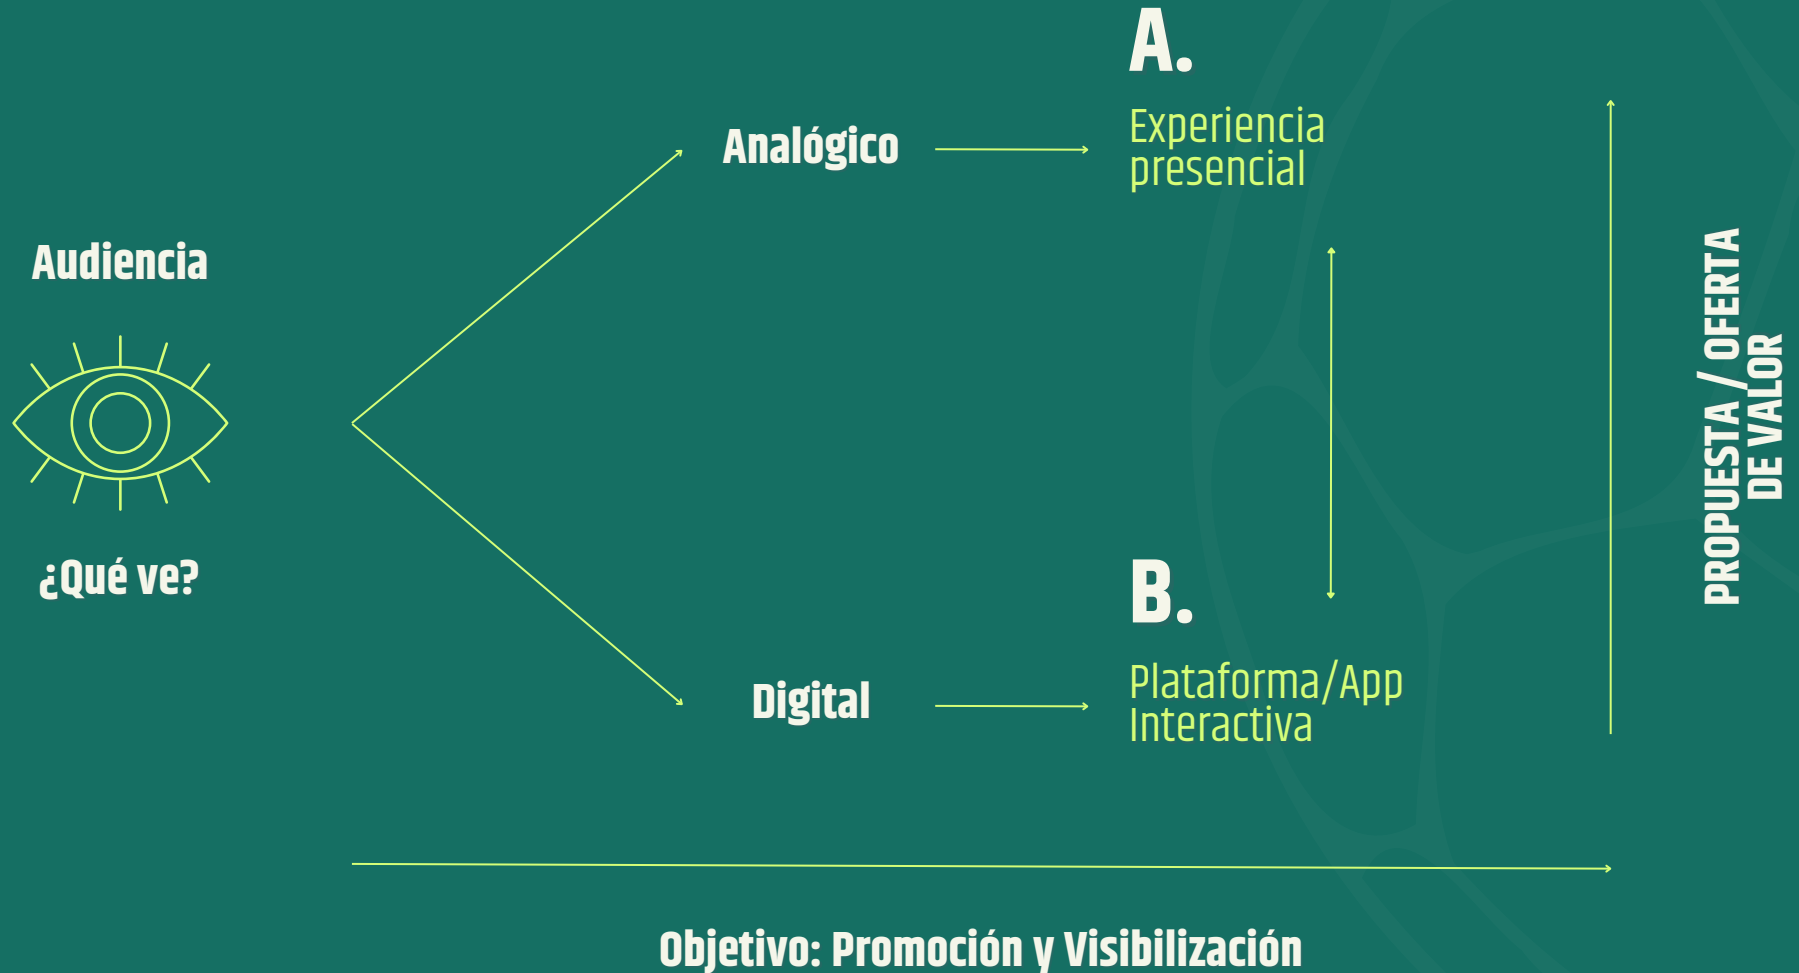 Audiencia
¿Qué ve?
Analógico
Digital
A.
Experiencia
presencial
B.
Plataforma/App
Interactiva
PROPUESTA / OFERTA
DE VALOR
Objetivo: Promoción y Visibilización